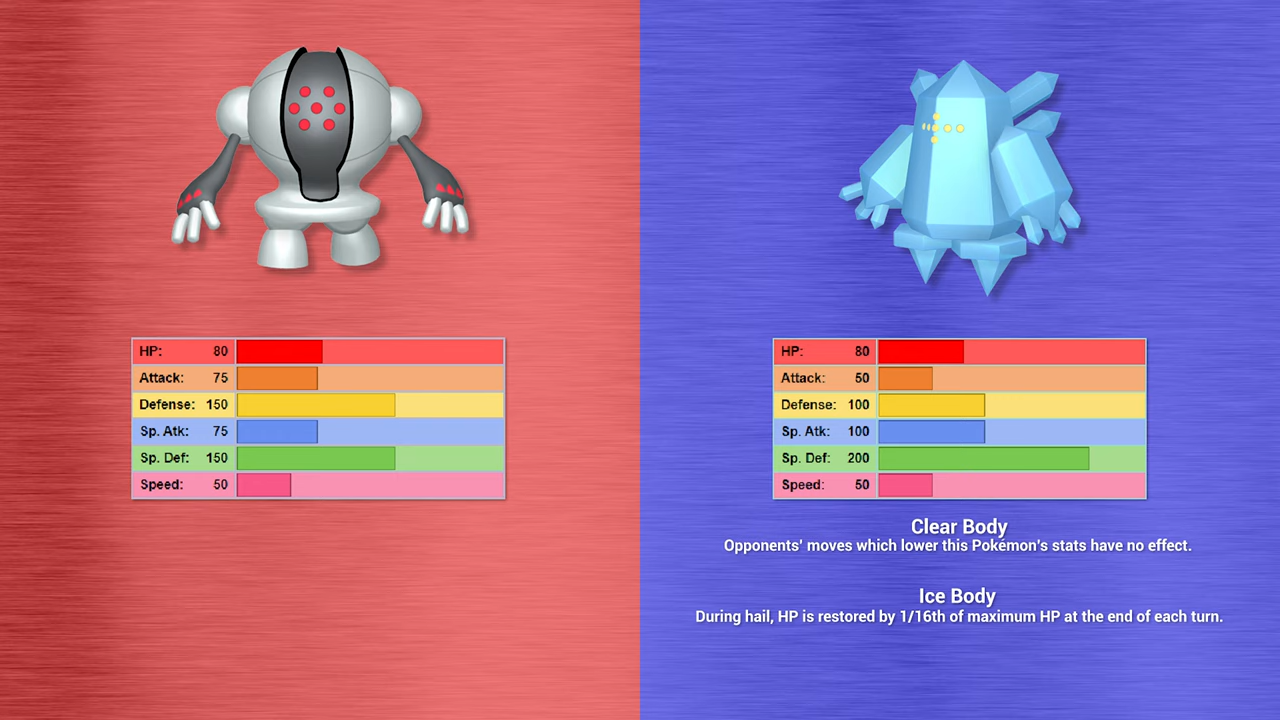 HP: 80
Attack: 75
Defense: 150
Sp. Atk: 75
Sp. Def: 150
Speed: 50
HP: 80
Attack: 50
Defense: 100
Sp. Atk: 100
Sp. Def: 200
Speed: 50
Clear Body
Opponents' moves which lower this Pokémon's stats have no effect.
Ice Body
During hail, HP is restored by 1/16th of maximum HP at the end of each turn.